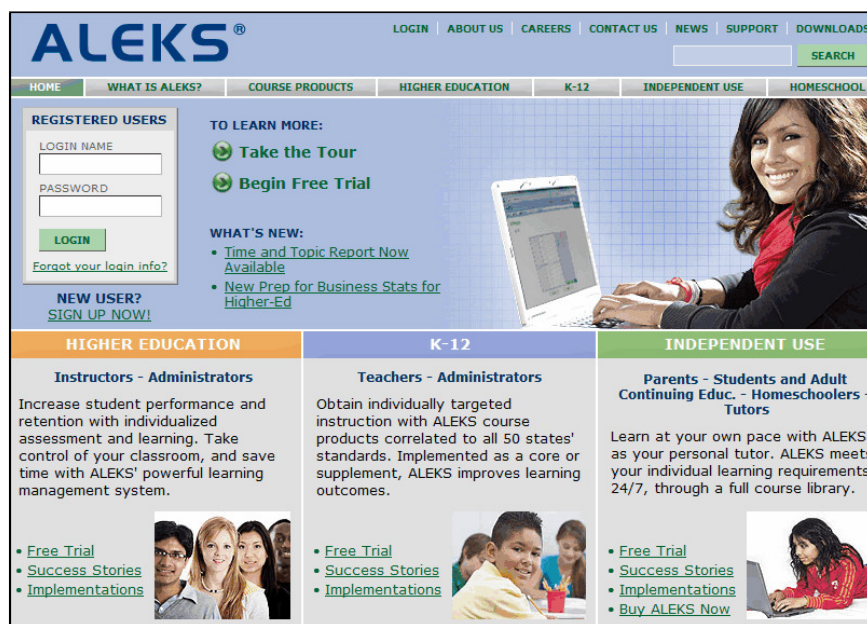 ALEKS®
LOGIN ABOUT US CAREERS CONTACT US NEWS SUPPORT DOWNLOADS
SEARCH
HOME WHAT IS ALEKS? COURSE PRODUCTS HIGHER EDUCATION K-12 INDEPENDENT USE HOMESCHOOL
REGISTERED USERS
LOGIN NAME
PASSWORD
LOGIN
Forgot your login info?
NEW USER?
SIGN UP NOW!
TO LEARN MORE:
Take the Tour
Begin Free Trial
WHAT'S NEW:
• Time and Topic Report Now
Available
• New Prep for Business Stats for
Higher-Ed
HIGHER EDUCATION
Instructors - Administrators
Increase student performance and
retention with individualized
assessment and learning. Take
control of your classroom, and save
time with ALEKS' powerful learning
management system.
• Free Trial
• Success Stories
• Implementations
K-12
Teachers - Administrators
Obtain individually targeted
instruction with ALEKS course
products correlated to all 50 states'
standards. Implemented as a core or
supplement, ALEKS improves learning
outcomes.
• Free Trial
• Success Stories
• Implementations
INDEPENDENT USE
Parents - Students and Adult
Continuing Educ. - Homeschoolers -
Tutors
Learn at your own pace with ALEKS
as your personal tutor. ALEKS meets
your individual learning requirements
24/7, through a full course library.
• Free Trial
• Success Stories
• Implementations
• Buy ALEKS Now